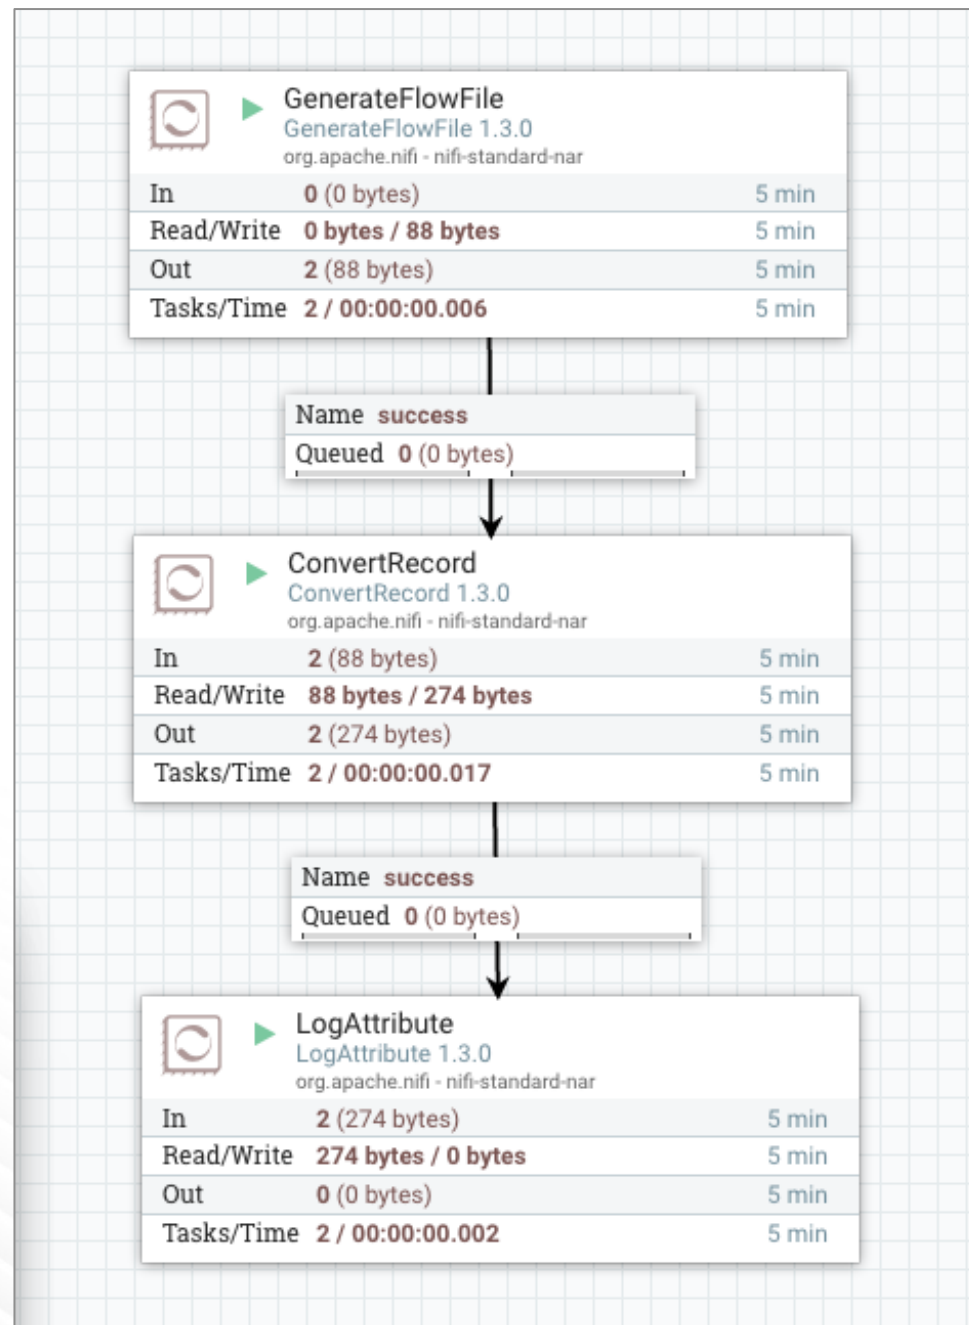 GenerateFlowFile
GenerateFlowFile 1.3.0
org.apache.nifi - nifi-standard-nar
In 0 (0 bytes) 5 min
Read/Write 0 bytes / 88 bytes 5 min
Out 2 (88 bytes) 5 min
Tasks/Time 2 / 00:00:00.006 5 min
Name success
Queued 0 (0 bytes)
ConvertRecord
ConvertRecord 1.3.0
org.apache.nifi - nifi-standard-nar
In 2 (88 bytes) 5 min
Read/Write 88 bytes / 274 bytes 5 min
Out 2 (274 bytes) 5 min
Tasks/Time 2 / 00:00:00.017 5 min
Name success
Queued 0 (0 bytes)
LogAttribute
LogAttribute 1.3.0
org.apache.nifi - nifi-standard-nar
In 2 (274 bytes) 5 min
Read/Write 274 bytes / 0 bytes 5 min
Out 0 (0 bytes) 5 min
Tasks/Time 2 / 00:00:00.002 5 min